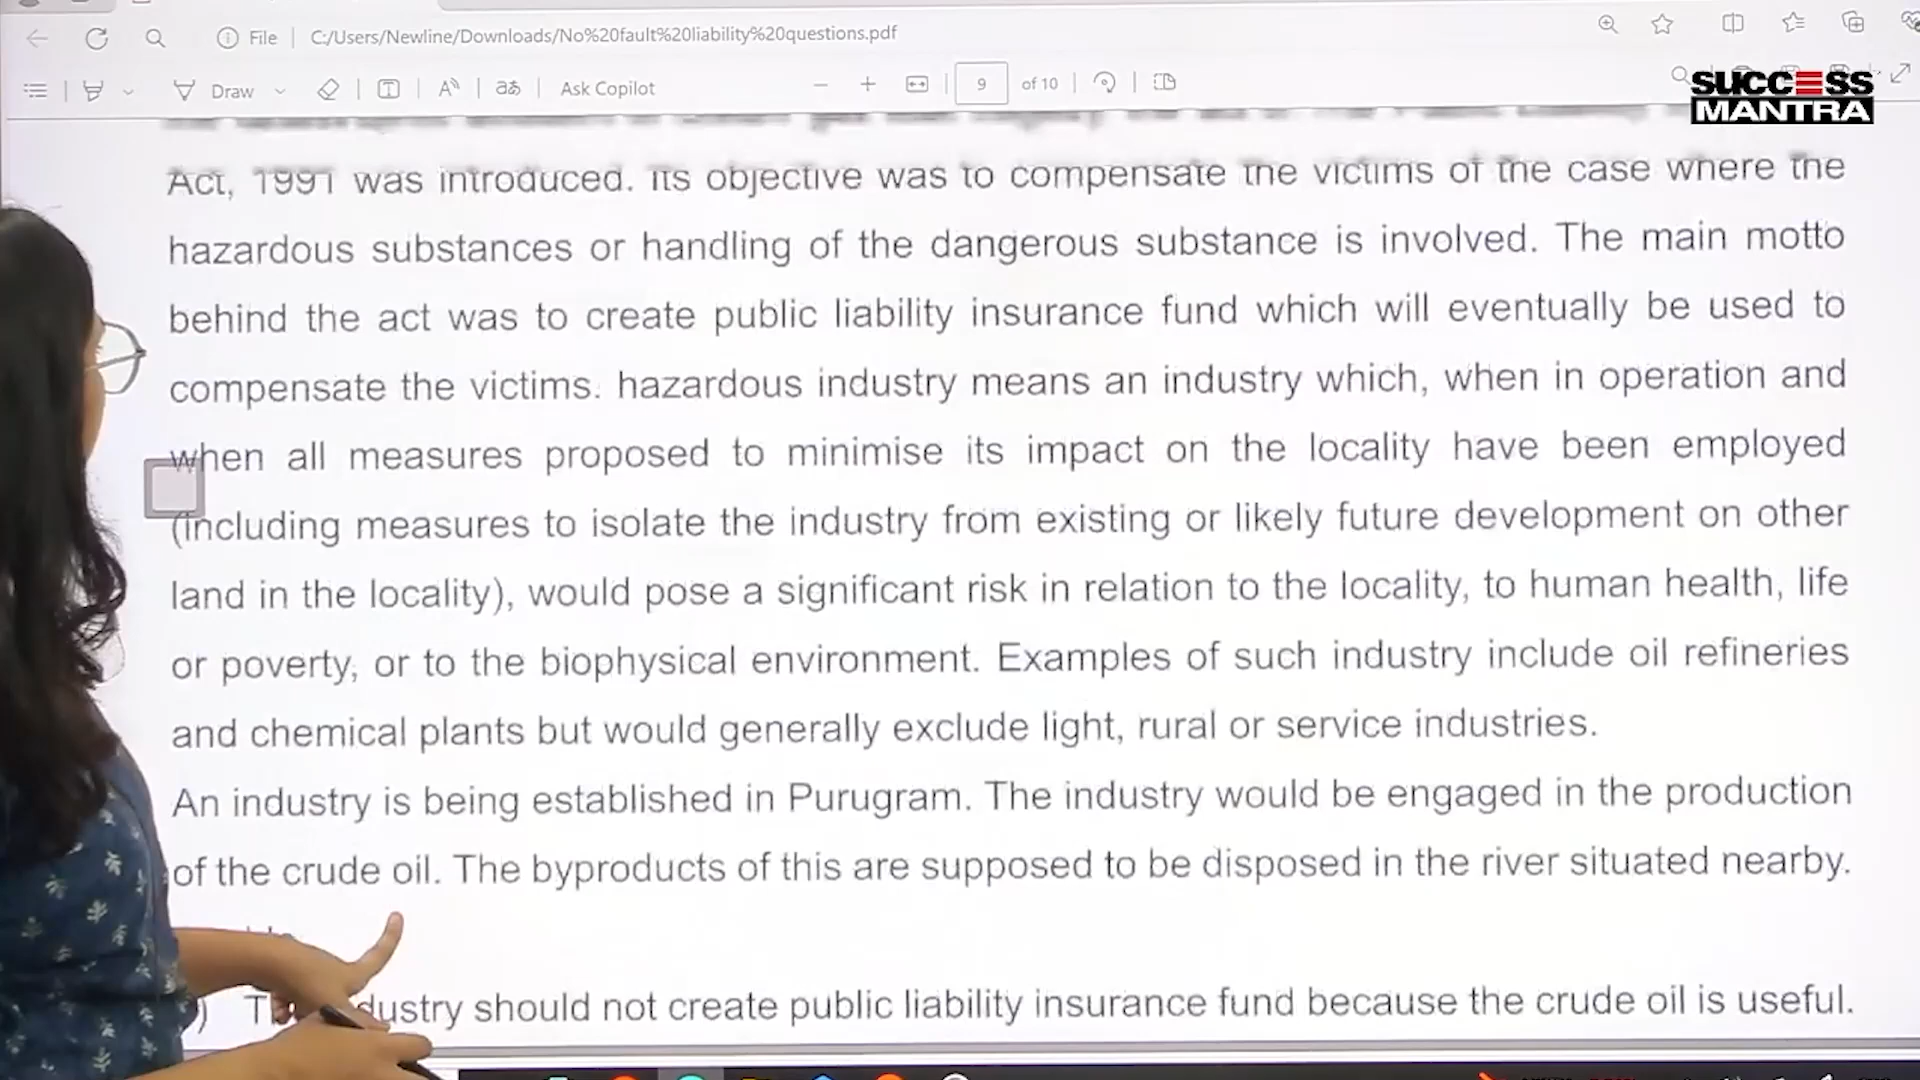 File | C:/Users/Newline/Downloads/No%20fault%20liability%20questions.pdf
Draw
Ask Copilot
9 of 10
SUCCESS
MANTRA
Act, 1991 was introduced. Its objective was to compensate the victims of the case where the
hazardous substances or handling of the dangerous substance is involved. The main motto
behind the act was to create public liability insurance fund which will eventually be used to
compensate the victims. hazardous industry means an industry which, when in operation and
when all measures proposed to minimise its impact on the locality have been employed
(including measures to isolate the industry from existing or likely future development on other
land in the locality), would pose a significant risk in relation to the locality, to human health, life
or poverty, or to the biophysical environment. Examples of such industry include oil refineries
and chemical plants but would generally exclude light, rural or service industries.
An industry is being established in Purugram. The industry would be engaged in the production
of the crude oil. The byproducts of this are supposed to be disposed in the river situated nearby.
should not create public liability insurance fund because the crude oil is useful.